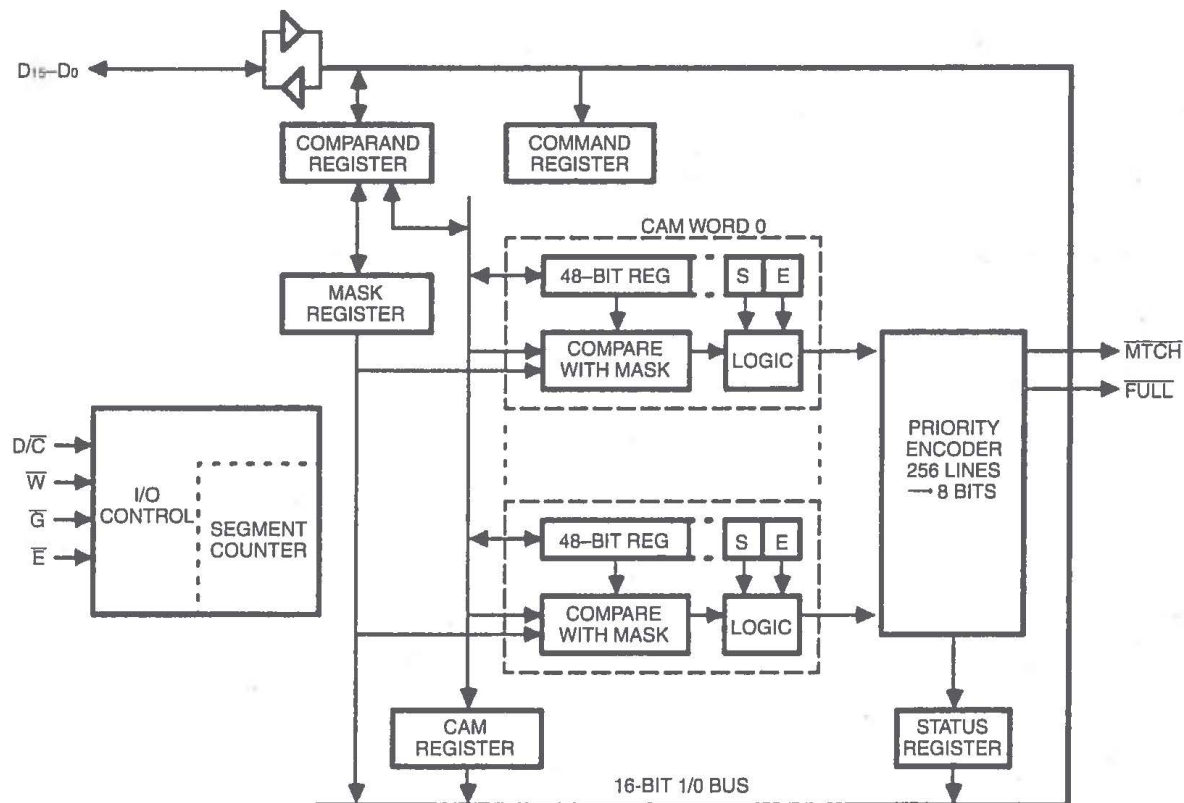 D15–D0
COMPARAND
REGISTER
COMMAND
REGISTER
MASK
REGISTER
CAM WORD 0
48–BIT REG
S E
COMPARE
WITH MASK
LOGIC
PRIORITY
ENCODER
256 LINES
→ 8 BITS
M̅T̅C̅H̅
F̅U̅L̅L̅
D/C̅
W̅
G̅
E̅
I/O
CONTROL
SEGMENT
COUNTER
48–BIT REG
S E
COMPARE
WITH MASK
LOGIC
CAM
REGISTER
STATUS
REGISTER
16-BIT 1/0 BUS